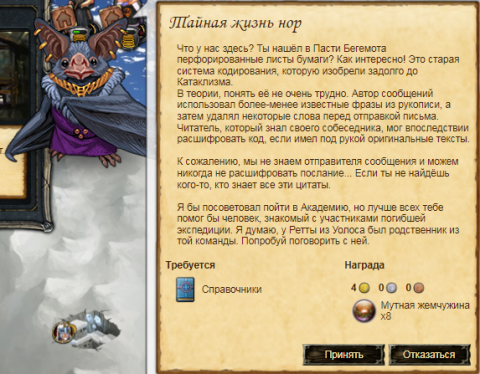 Тайная жизнь нор
Что у нас здесь? Ты нашёл в Пасти Бегемота
перфорированные листы бумаги? Как интересно! Это старая
система кодирования, которую изобрели задолго до
Катаклизма.
В теории, понять её не очень трудно. Автор сообщений
использовал более-менее известные фразы из рукописи, а
затем удалял некоторые слова перед отправкой письма.
Читатель, который знал своего собеседника, мог впоследствии
расшифровать код, если имел под рукой оригинальные тексты.
К сожалению, мы не знаем отправителя сообщения и можем
никогда не расшифровать послание... Если ты не найдёшь
кого-то, кто знает все эти цитаты.
Я бы посоветовал пойти в Академию, но лучше всех тебе
помог бы человек, знакомый с участниками погибшей
экспедиции. Я думаю, у Ретты из Уолоса был родственник из
той команды. Попробуй поговорить с ней.
Требуется
Награда
Справочники
4 0 0
Мутная жемчужина
x8
Принять
Отказаться